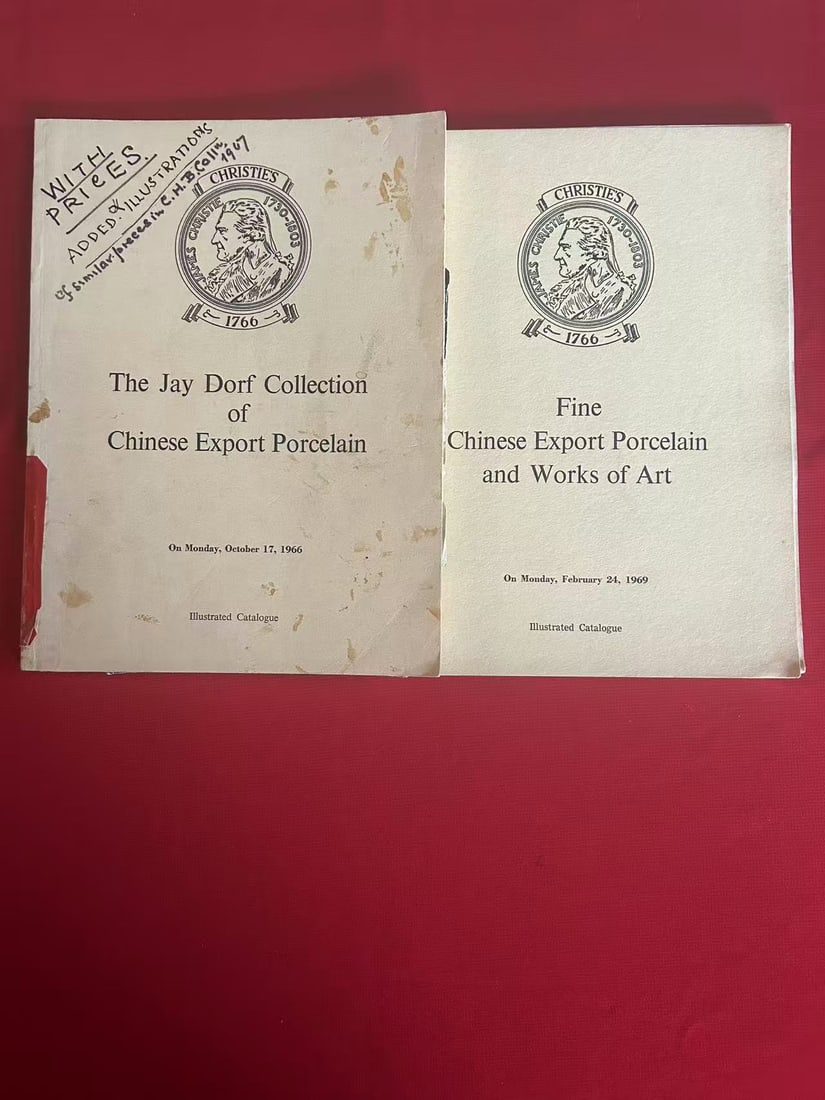 WITH
PRICES.
&
ADDED: ILLUSTRATIONS
of similar pieces in C.H.B. 1967
CHRISTIE'S
JAMES CHRISTIE 1730-1803
1766
The Jay Dorf Collection
of
Chinese Export Porcelain
On Monday, October 17, 1966
Illustrated Catalogue
CHRISTIE'S
JAMES CHRISTIE 1730-1803
1766
Fine
Chinese Export Porcelain
and Works of Art
On Monday, February 24, 1969
Illustrated Catalogue